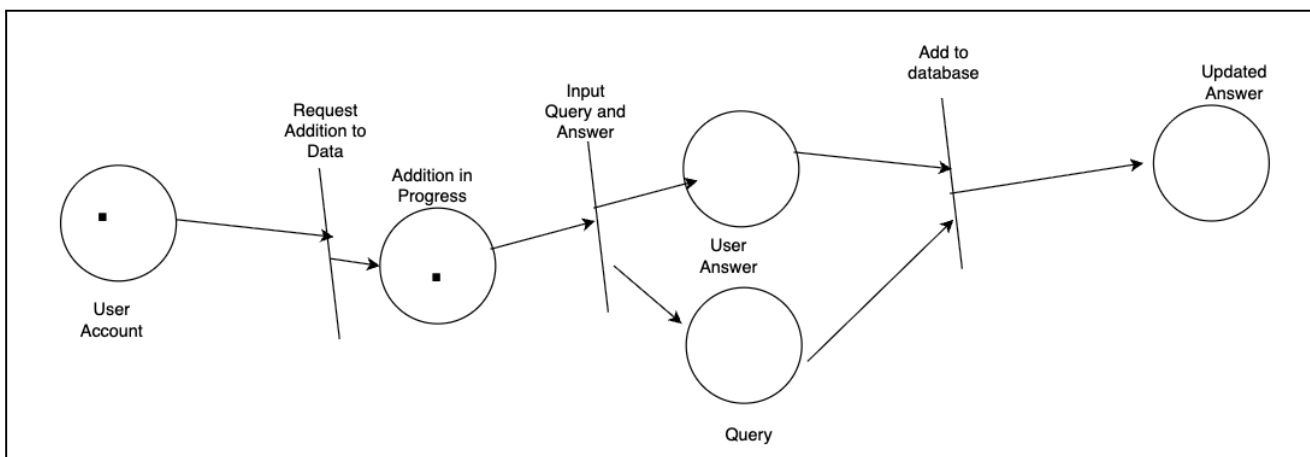 User
Account
Request
Addition to
Data
Addition in
Progress
Input
Query and
Answer
User
Answer
Query
Add to
database
Updated
Answer